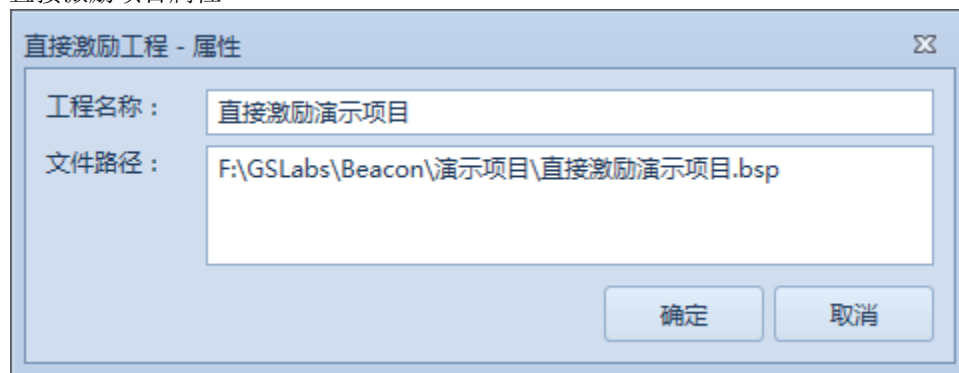 直接激励工程 - 属性
工程名称：
直接激励演示项目
文件路径：
F:\GSLabs\Beacon\演示项目\直接激励演示项目.bsp
确定
取消